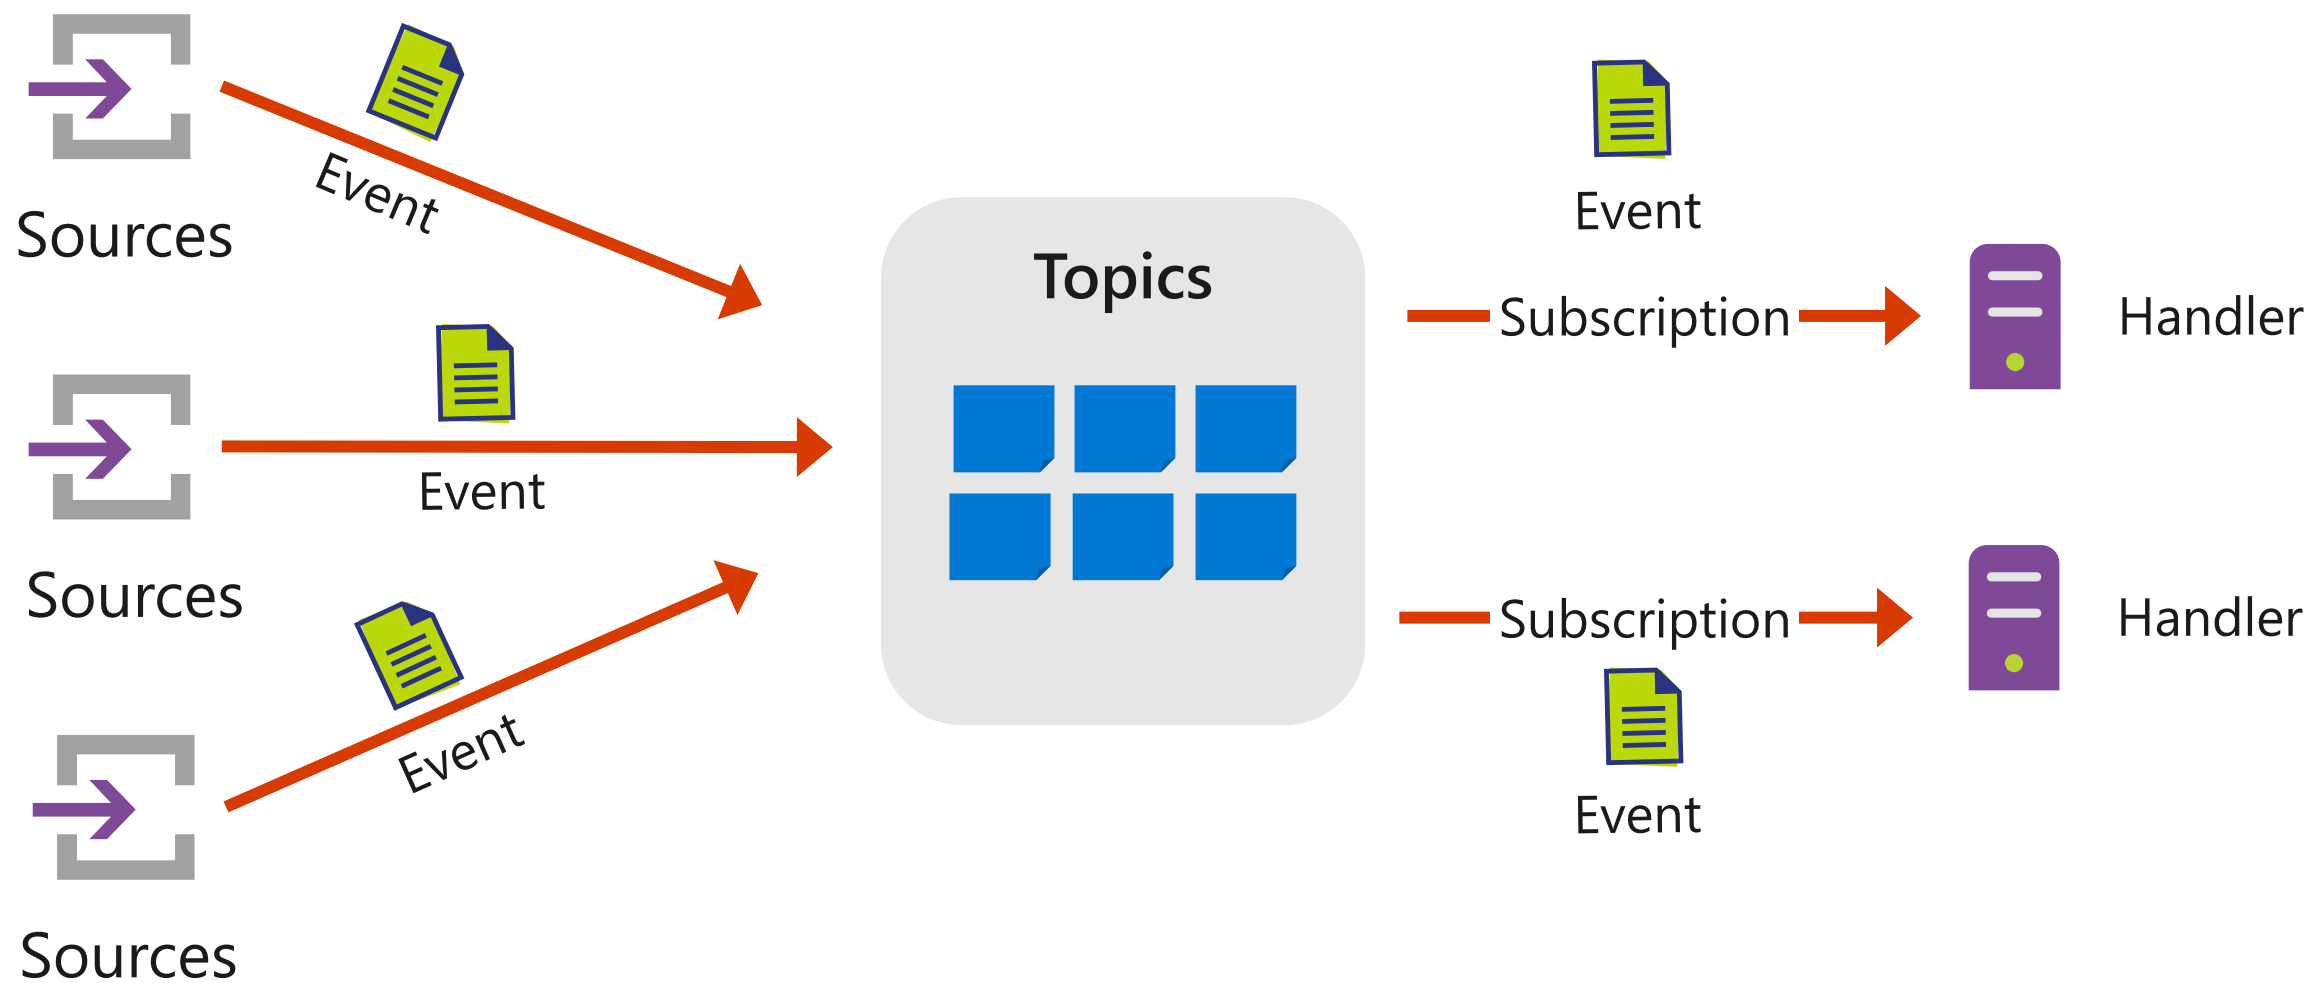 Event
Sources
Event
Sources
Event
Sources
Topics
Event
Subscription
Handler
Subscription
Handler
Event